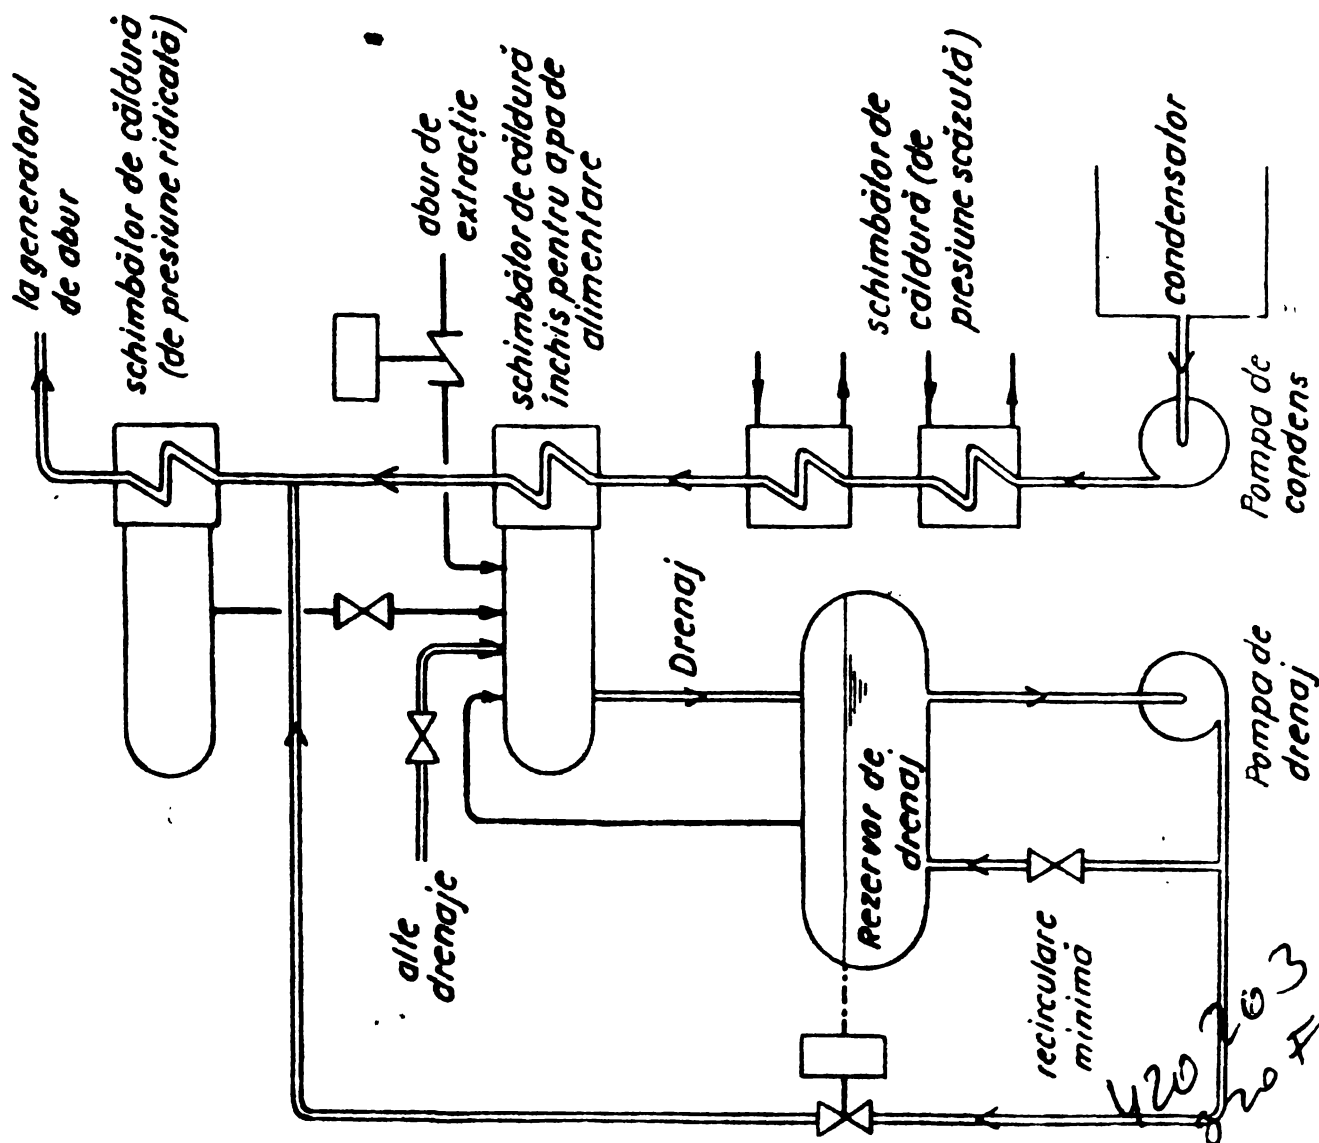 la generatorul
de abur
schimbător de căldură
(de presiune ridicată)
abur de
extracție
schimbător de căldură
închis pentru apa de
alimentare
schimbător de
căldură (de
presiune scăzută)
condensator
Pompa de
condens
Drenaj
alte
drenaje
Rezervor de
drenaj
Pompa de
drenaj
recirculare
minimă
420